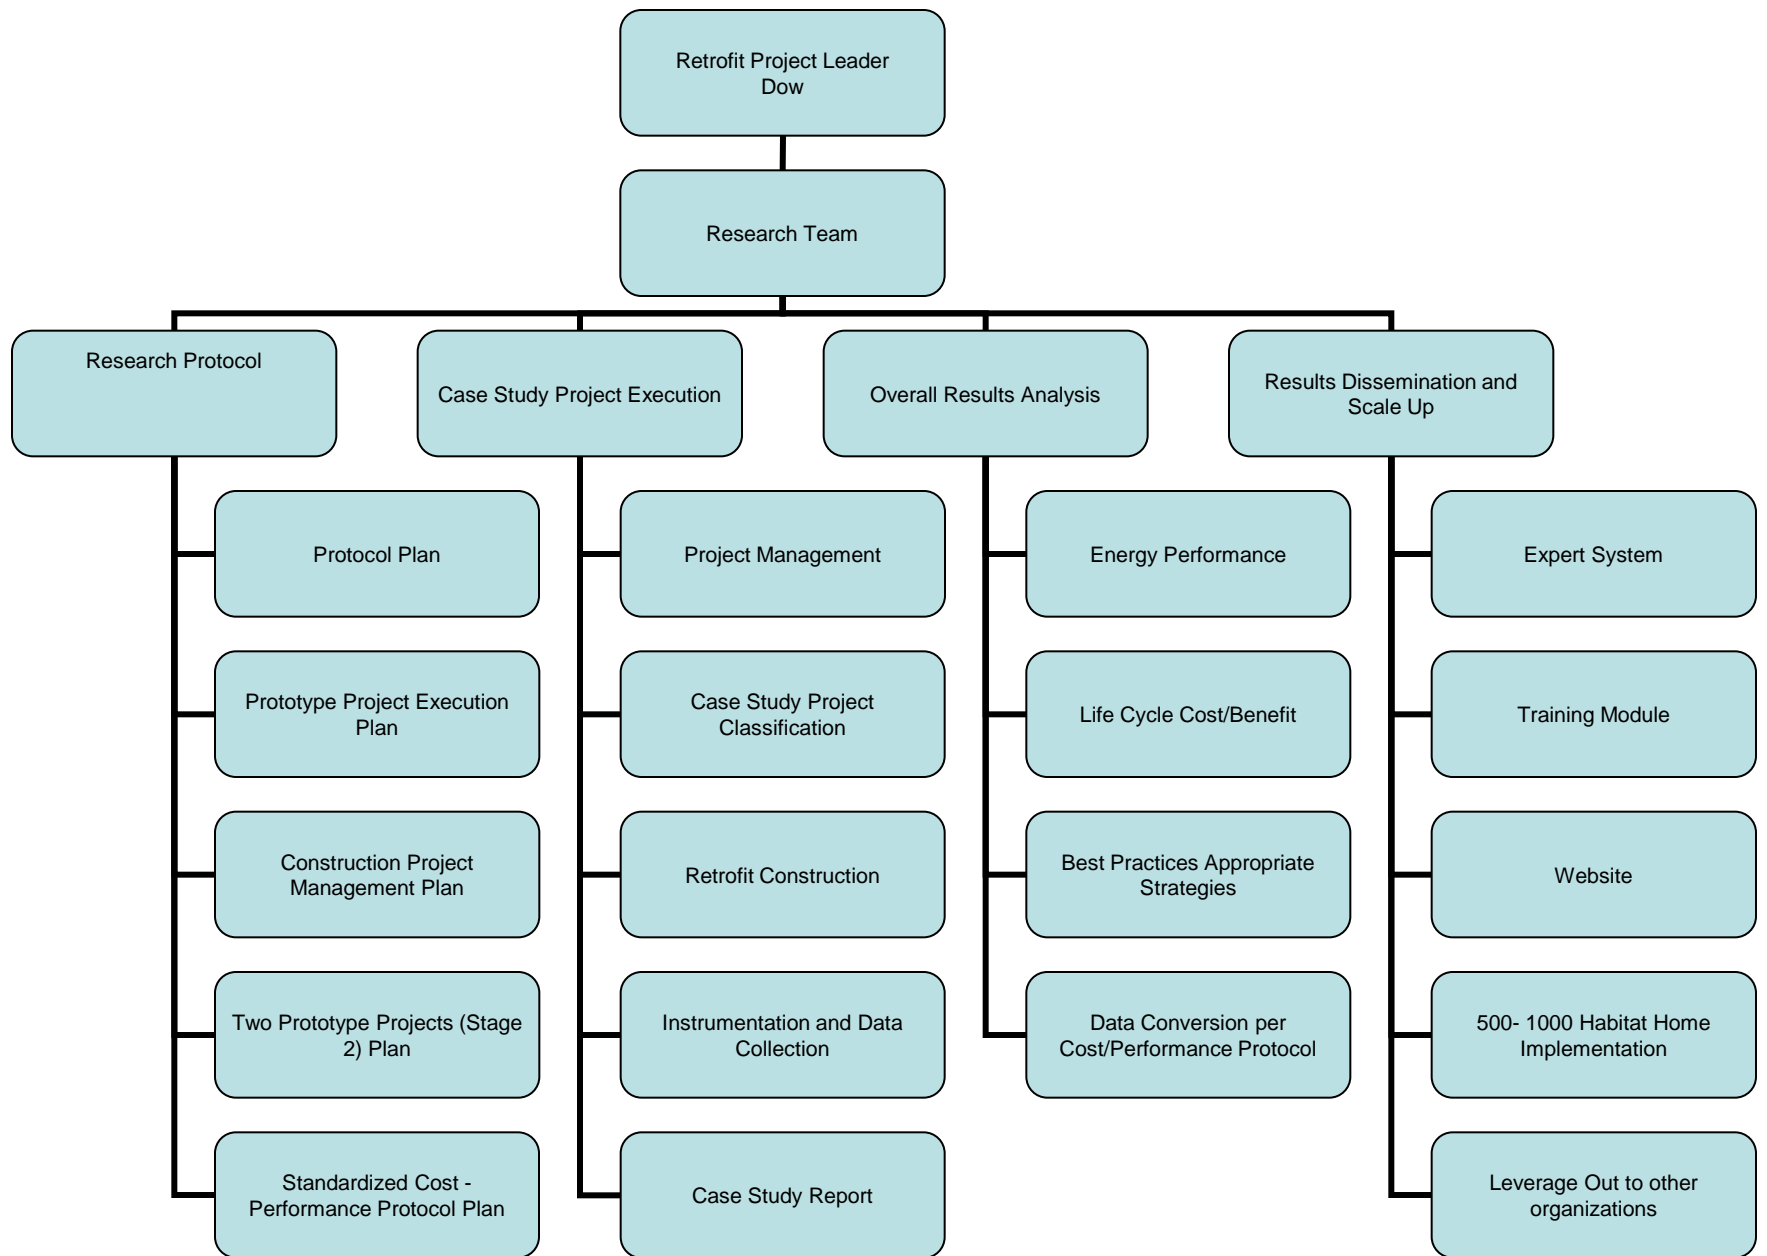 Retrofit Project Leader
Dow
Research Team
Research Protocol
Case Study Project Execution
Overall Results Analysis
Results Dissemination and
Scale Up
Protocol Plan
Prototype Project Execution
Plan
Construction Project
Management Plan
Two Prototype Projects (Stage
2) Plan
Standardized Cost -
Performance Protocol Plan
Project Management
Case Study Project
Classification
Retrofit Construction
Instrumentation and Data
Collection
Case Study Report
Energy Performance
Life Cycle Cost/Benefit
Best Practices Appropriate
Strategies
Data Conversion per
Cost/Performance Protocol
Expert System
Training Module
Website
500- 1000 Habitat Home
Implementation
Leverage Out to other
organizations